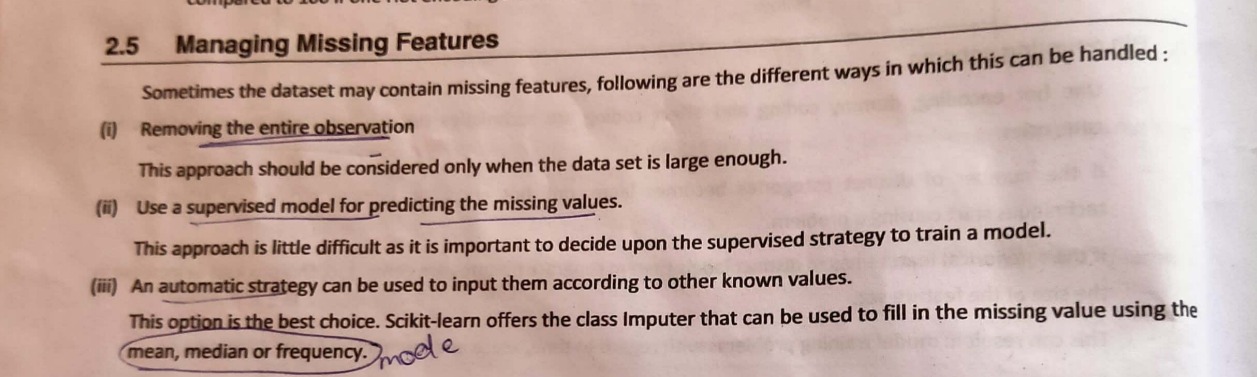 2.5 Managing Missing Features
Sometimes the dataset may contain missing features, following are the different ways in which this can be handled :
(i) Removing the entire observation
This approach should be considered only when the data set is large enough.
(ii) Use a supervised model for predicting the missing values.
This approach is little difficult as it is important to decide upon the supervised strategy to train a model.
(iii) An automatic strategy can be used to input them according to other known values.
This option is the best choice. Scikit-learn offers the class Imputer that can be used to fill in the missing value using the
mean, median or frequency. mode